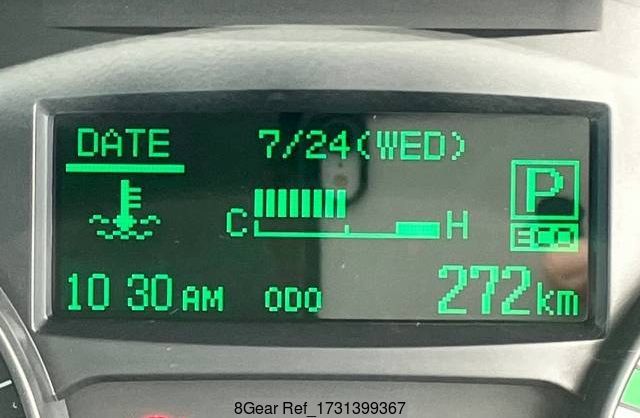 DATE 7/24(WED)
P
C H
ECO
10 30 AM ODO 272km
8Gear Ref_1731399367